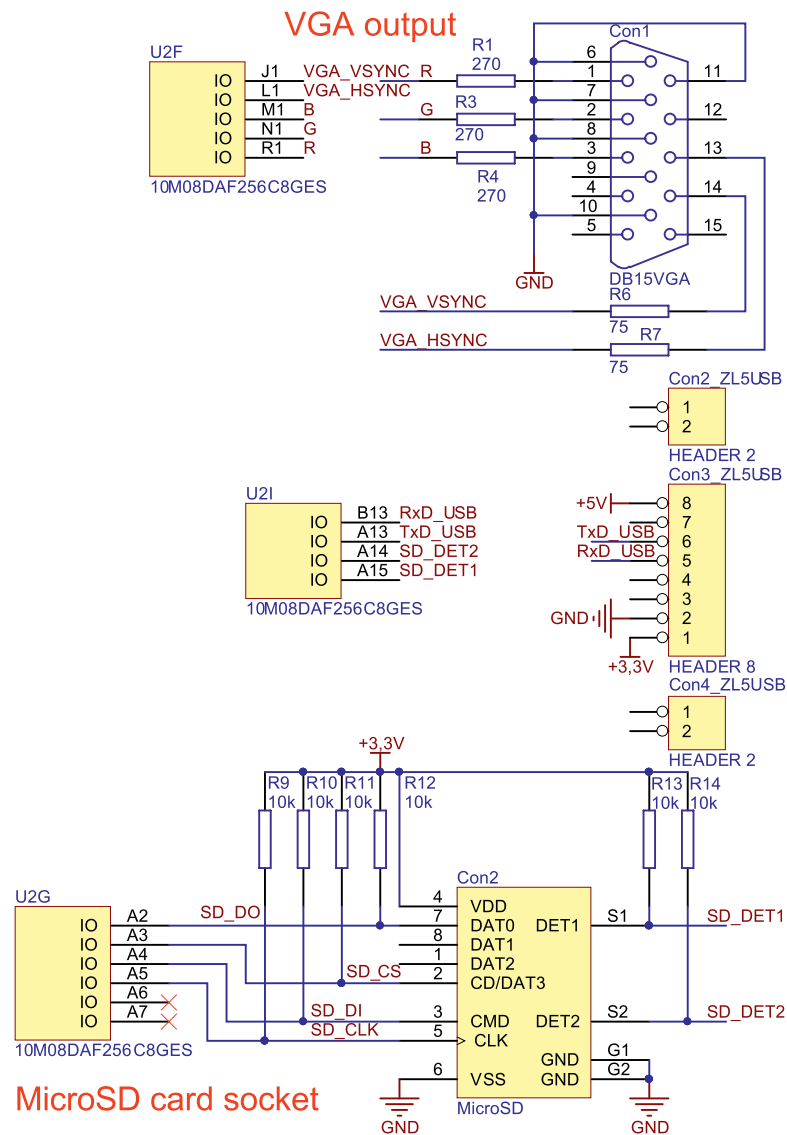 VGA output
U2F
IO J1 VGA_VSYNC
IO L1 VGA_HSYNC
IO M1 B
IO N1 G
IO R1 R
10M08DAF256C8GES
R R1
270
G R3
270
B R4
270
Con1
6
1
7
2
8
3
9
4
10
5
11
12
13
14
15
DB15VGA
GND
VGA_VSYNC R6
75
VGA_HSYNC R7
75
Con2_ZL5USB
1
2
HEADER 2
Con3_ZL5USB
+5V 8
7
TxD_USB 6
RxD_USB 5
4
3
GND 2
1
+3,3V
HEADER 8
Con4_ZL5USB
1
2
HEADER 2
U2I
IO B13 RxD_USB
IO A13 TxD_USB
IO A14 SD_DET2
IO A15 SD_DET1
10M08DAF256C8GES
+3,3V
R9 R10 R11 R12 R13 R14
10k 10k 10k 10k 10k 10k
U2G
IO A2 SD_DO
IO A3 SD_CS
IO A4 SD_DI
IO A5 SD_CLK
IO A6
IO A7
10M08DAF256C8GES
Con2
4 VDD
7 DAT0 DET1 S1 SD_DET1
8 DAT1
1 DAT2
2 CD/DAT3
3 CMD DET2 S2 SD_DET2
5 CLK
GND G1
6 VSS GND G2
MicroSD
GND
GND
MicroSD card socket